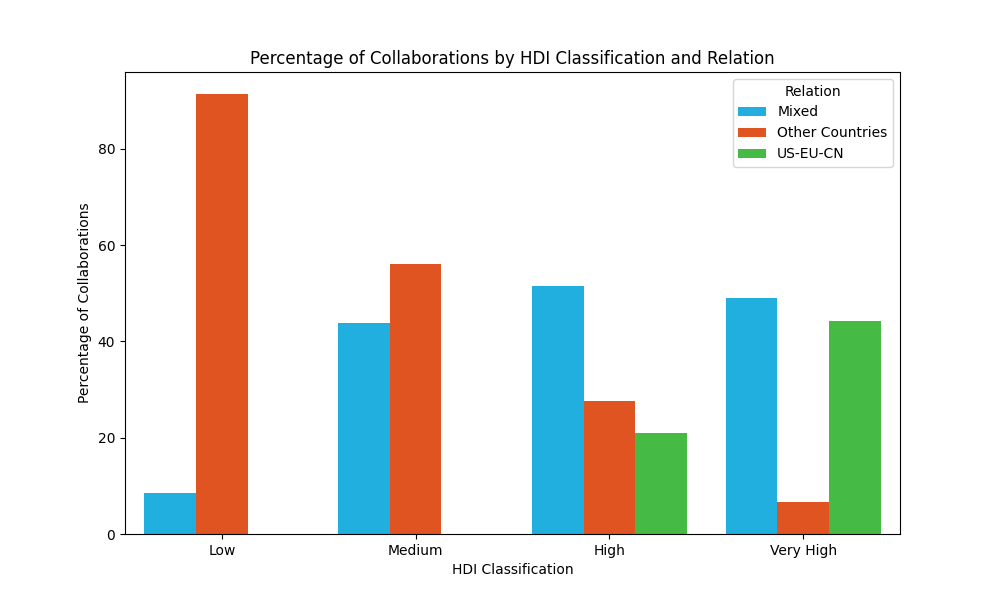 Percentage of Collaborations by HDI Classification and Relation
Relation
Mixed
Other Countries
US-EU-CN
Percentage of Collaborations
80
60
40
20
0
Low Medium High Very High
HDI Classification